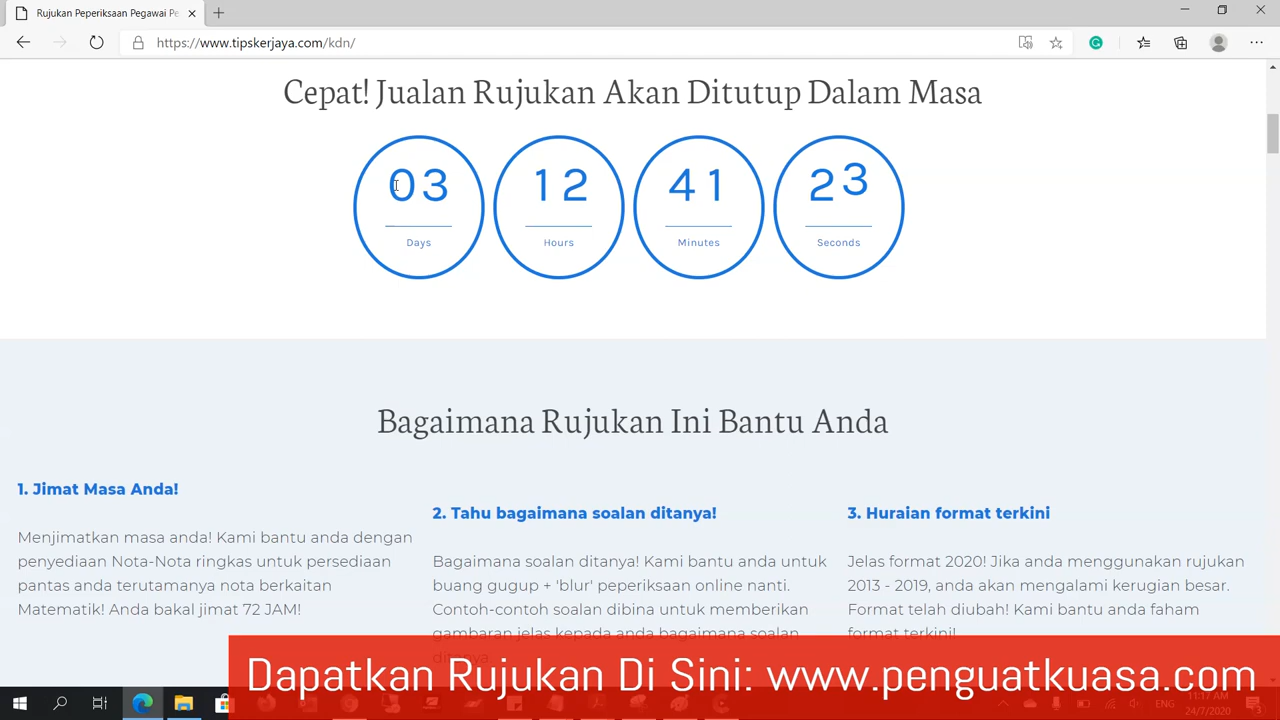 Rujukan Peperiksaan Pegawai Pe
https://www.tipskerjaya.com/kdn/
Cepat! Jualan Rujukan Akan Ditutup Dalam Masa
03 12 41 23
Days Hours Minutes Seconds
Bagaimana Rujukan Ini Bantu Anda
1. Jimat Masa Anda!
Menjimatkan masa anda! Kami bantu anda dengan
penyediaan Nota-Nota ringkas untuk persediaan
pantas anda terutamanya nota berkaitan
Matematik! Anda bakal jimat 72 JAM!
2. Tahu bagaimana soalan ditanya!
Bagaimana soalan ditanya! Kami bantu anda untuk
buang gugup + 'blur' peperiksaan online nanti.
Contoh-contoh soalan dibina untuk memberikan
gambaran jelas kepada anda bagaimana soalan
ditanya.
3. Huraian format terkini
Jelas format 2020! Jika anda menggunakan rujukan
2013 - 2019, anda akan mengalami kerugian besar.
Format telah diubah! Kami bantu anda faham
format terkini!
Dapatkan Rujukan Di Sini: www.penguatkuasa.com
ENG
11:17 AM
24/7/2020